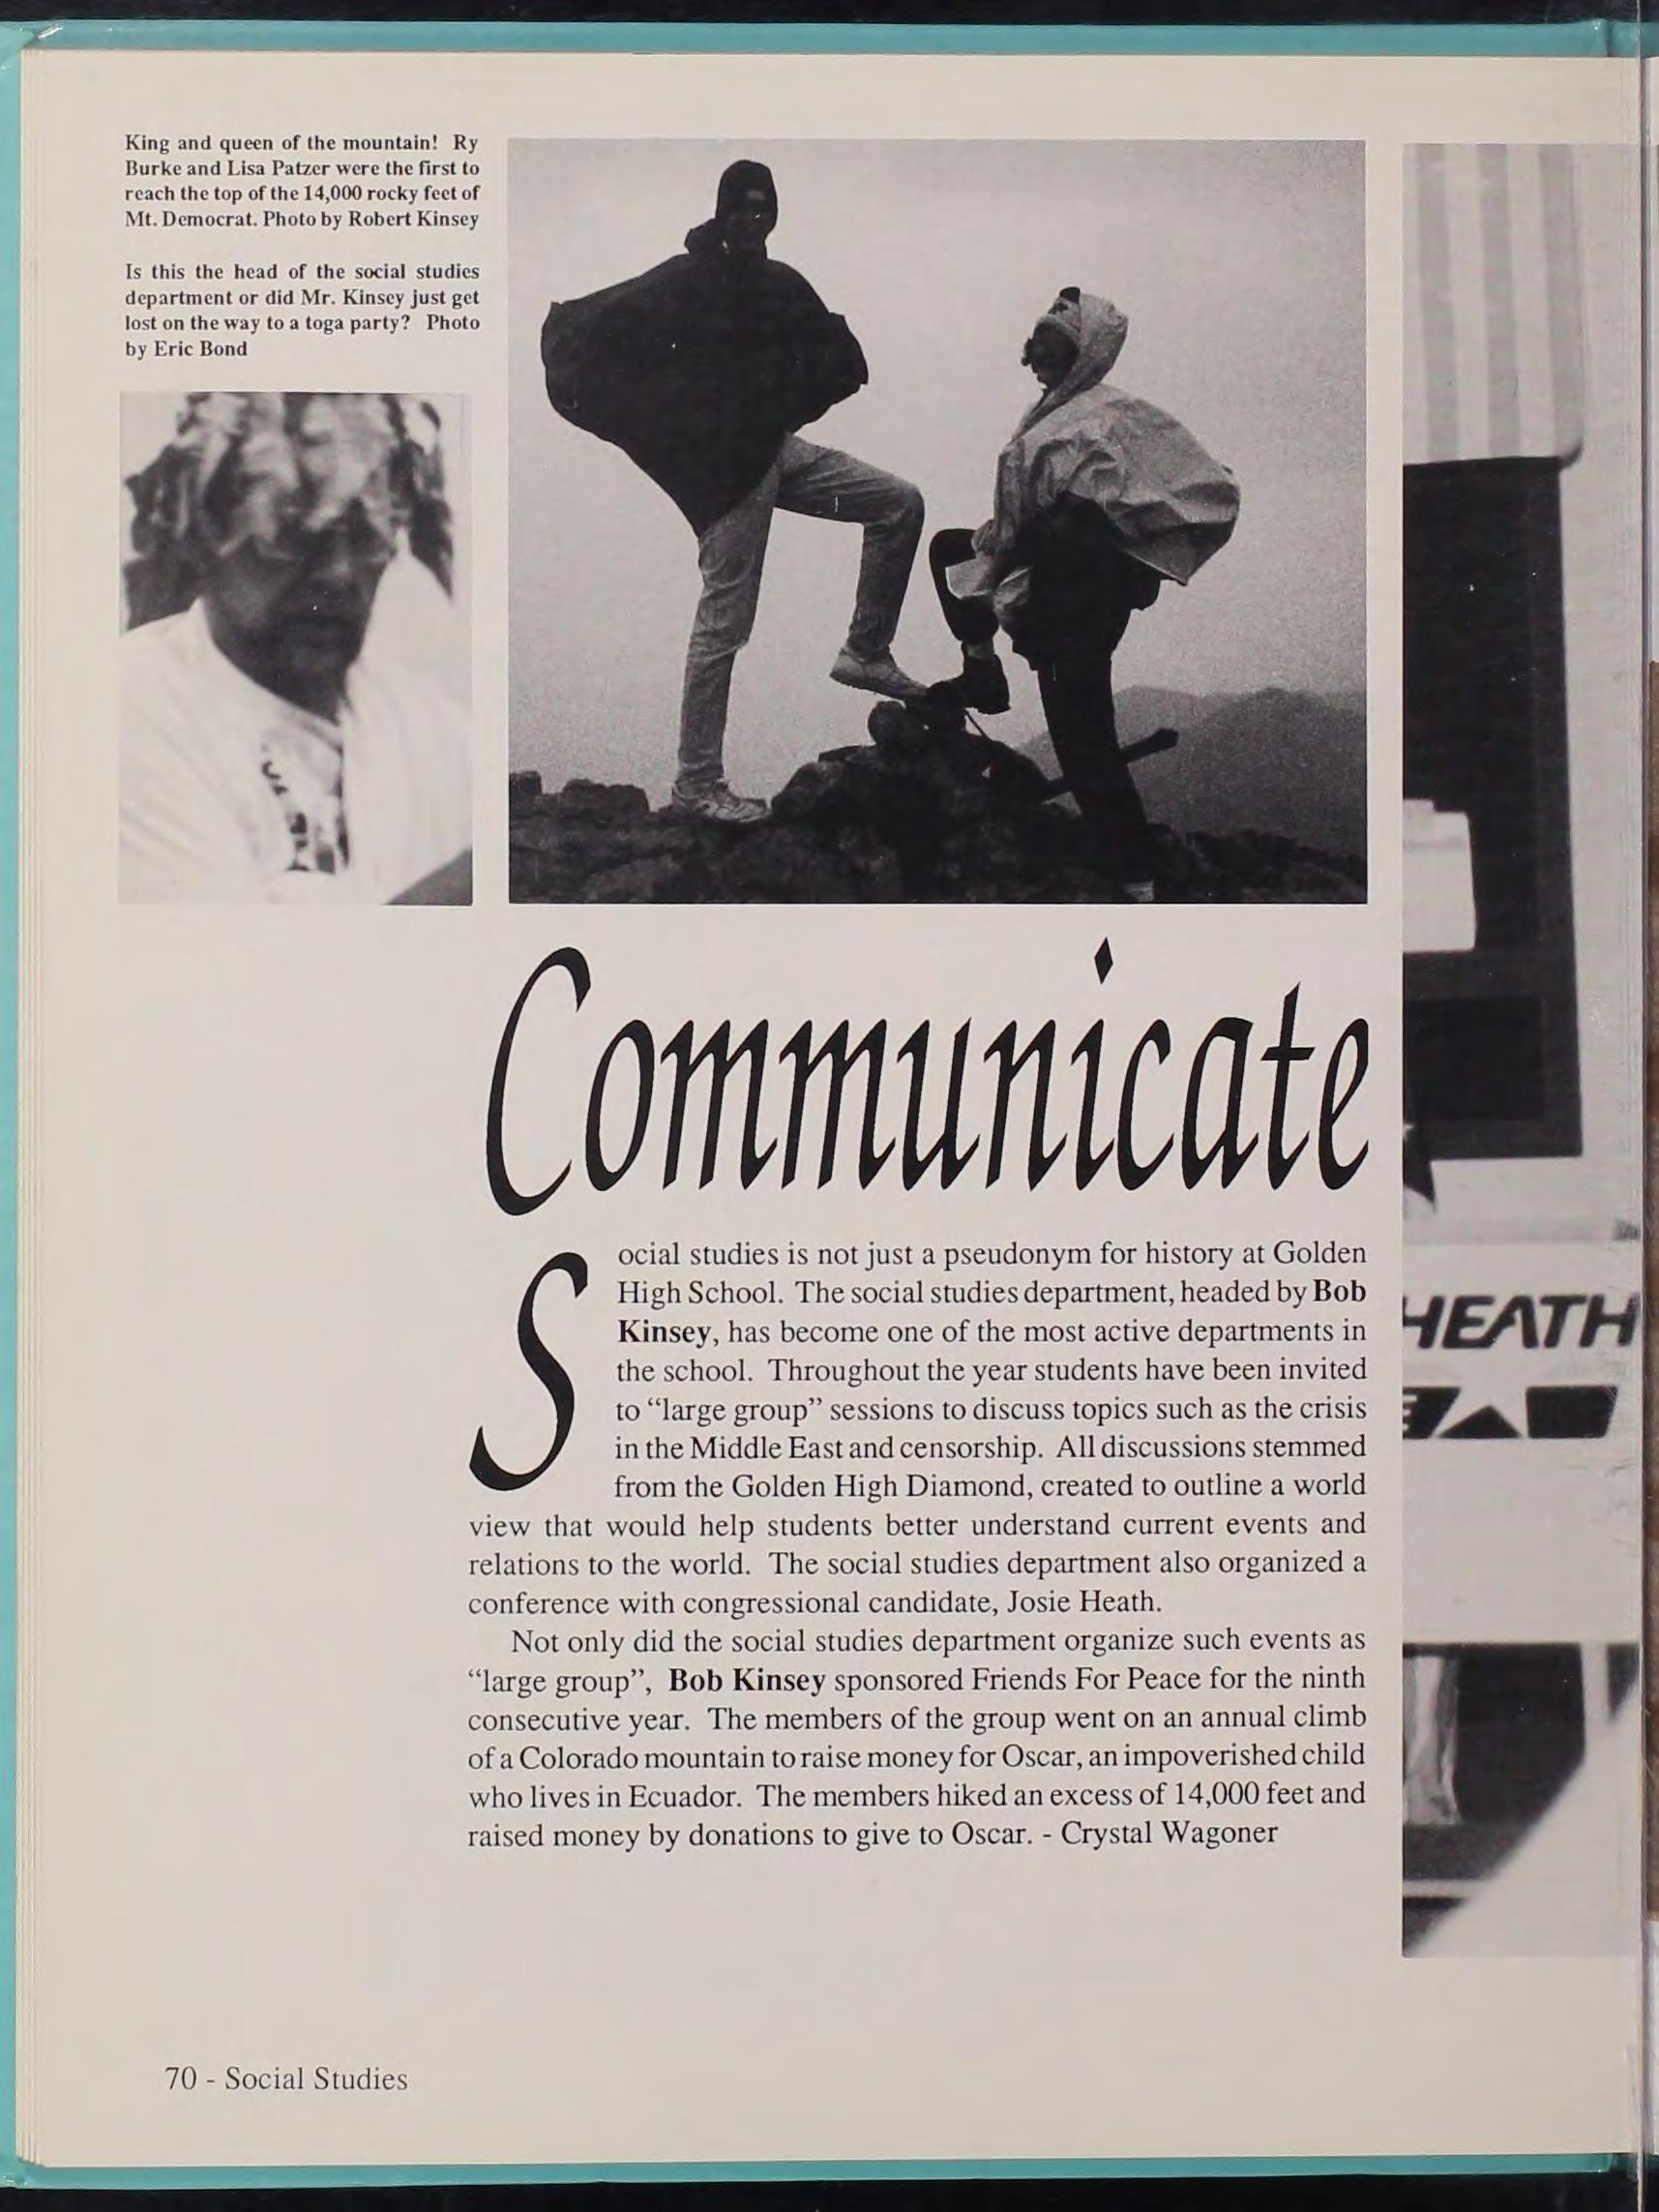 King and queen of the mountain! Ry
Burke and Lisa Patzer were the first to
reach the top of the 14,000 rocky feet of
Mt. Democrat. Photo by Robert Kinsey
Is this the head of the social studies
department or did Mr. Kinsey just get
lost on the way to a toga party? Photo
by Eric Bond
Communicate
Social studies is not just a pseudonym for history at Golden
High School. The social studies department, headed by Bob
Kinsey, has become one of the most active departments in
the school. Throughout the year students have been invited
to “large group” sessions to discuss topics such as the crisis
in the Middle East and censorship. All discussions stemmed
from the Golden High Diamond, created to outline a world
view that would help students better understand current events and
relations to the world. The social studies department also organized a
conference with congressional candidate, Josie Heath.
Not only did the social studies department organize such events as
“large group”, Bob Kinsey sponsored Friends For Peace for the ninth
consecutive year. The members of the group went on an annual climb
of a Colorado mountain to raise money for Oscar, an impoverished child
who lives in Ecuador. The members hiked an excess of 14,000 feet and
raised money by donations to give to Oscar. - Crystal Wagoner
HEATH
70 - Social Studies